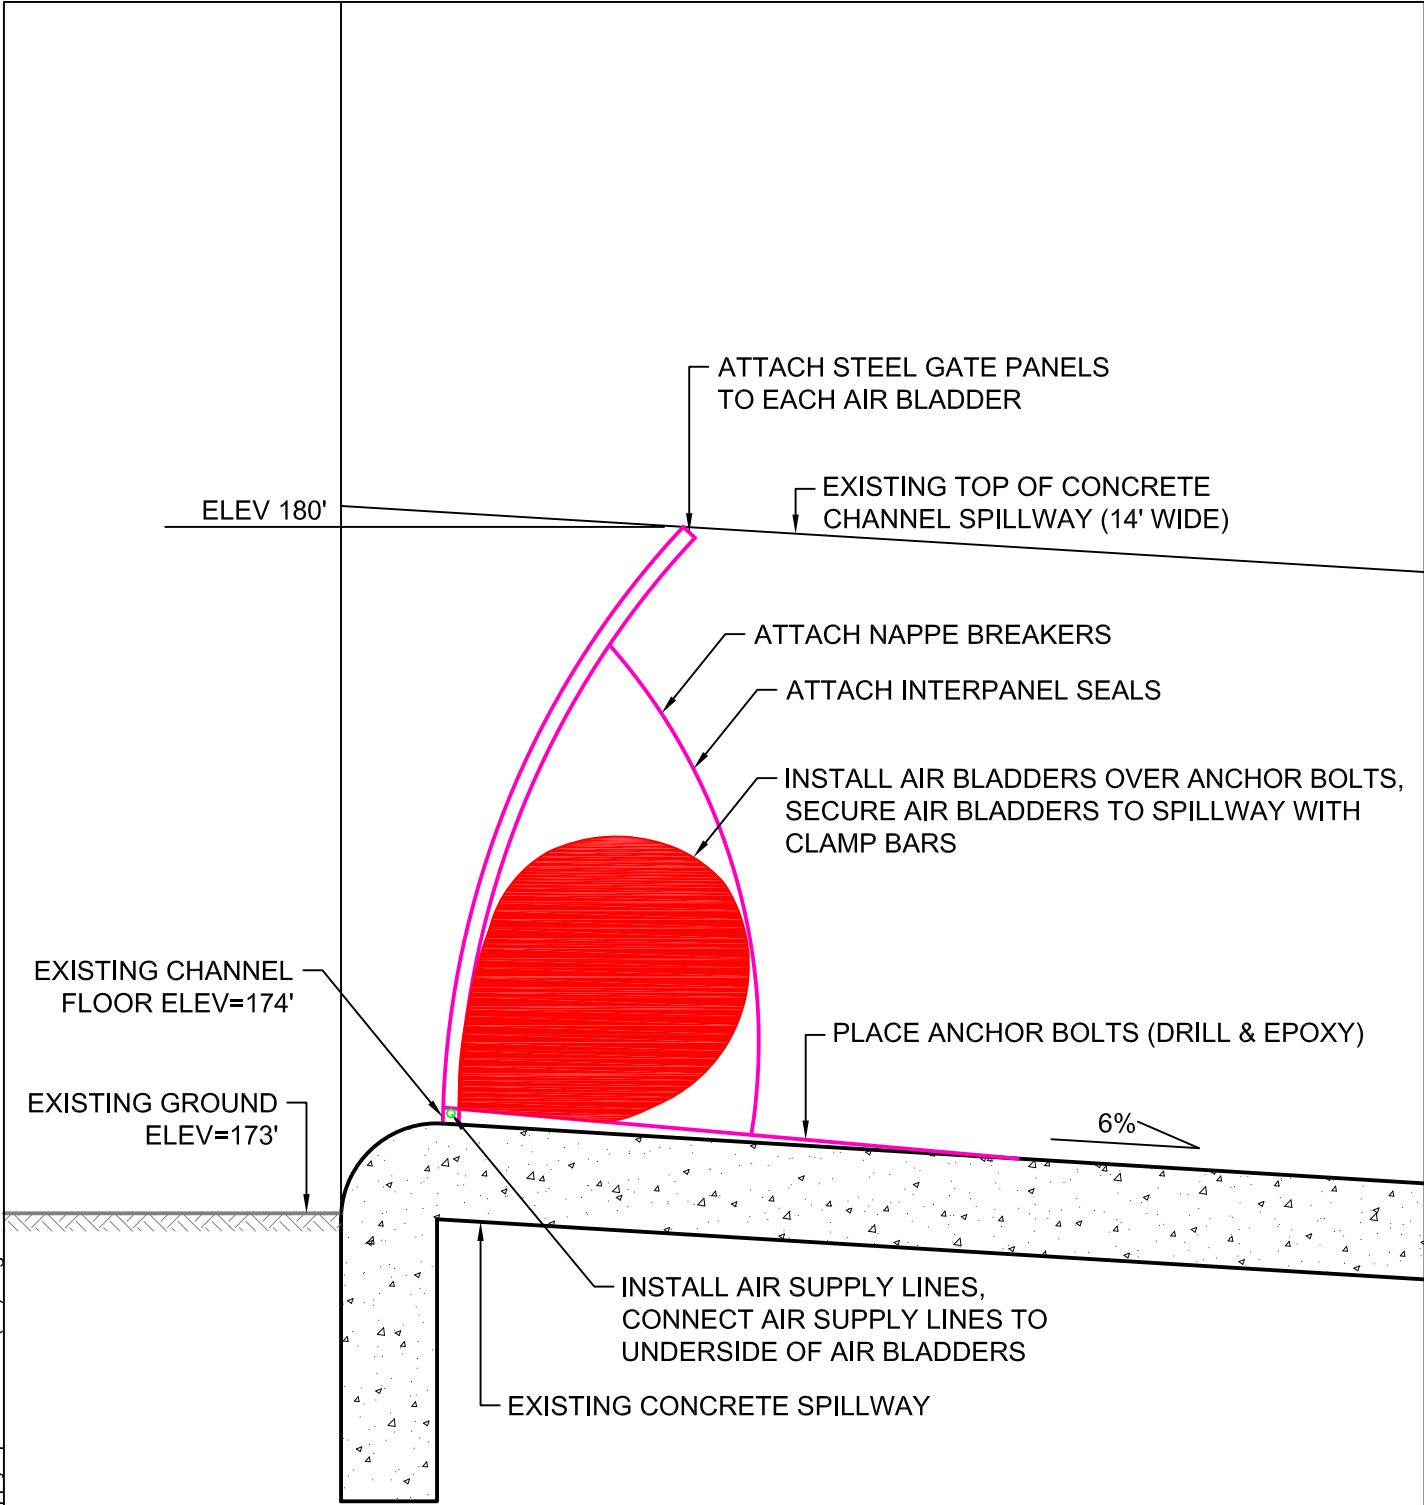 ATTACH STEEL GATE PANELS
TO EACH AIR BLADDER
EXISTING TOP OF CONCRETE
CHANNEL SPILLWAY (14' WIDE)
ELEV 180'
ATTACH NAPPE BREAKERS
ATTACH INTERPANEL SEALS
INSTALL AIR BLADDERS OVER ANCHOR BOLTS,
SECURE AIR BLADDERS TO SPILLWAY WITH
CLAMP BARS
EXISTING CHANNEL
FLOOR ELEV=174'
PLACE ANCHOR BOLTS (DRILL & EPOXY)
EXISTING GROUND
ELEV=173'
6%
INSTALL AIR SUPPLY LINES,
CONNECT AIR SUPPLY LINES TO
UNDERSIDE OF AIR BLADDERS
EXISTING CONCRETE SPILLWAY